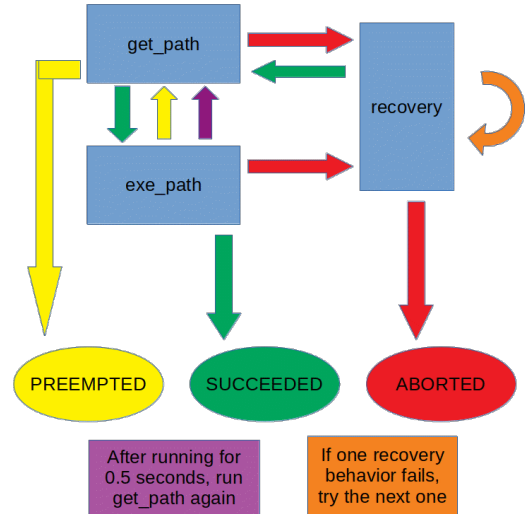 get_path
recovery
exe_path
PREEMPTED
SUCCEEDED
ABORTED
After running for
0.5 seconds, run
get_path again
If one recovery
behavior fails,
try the next one